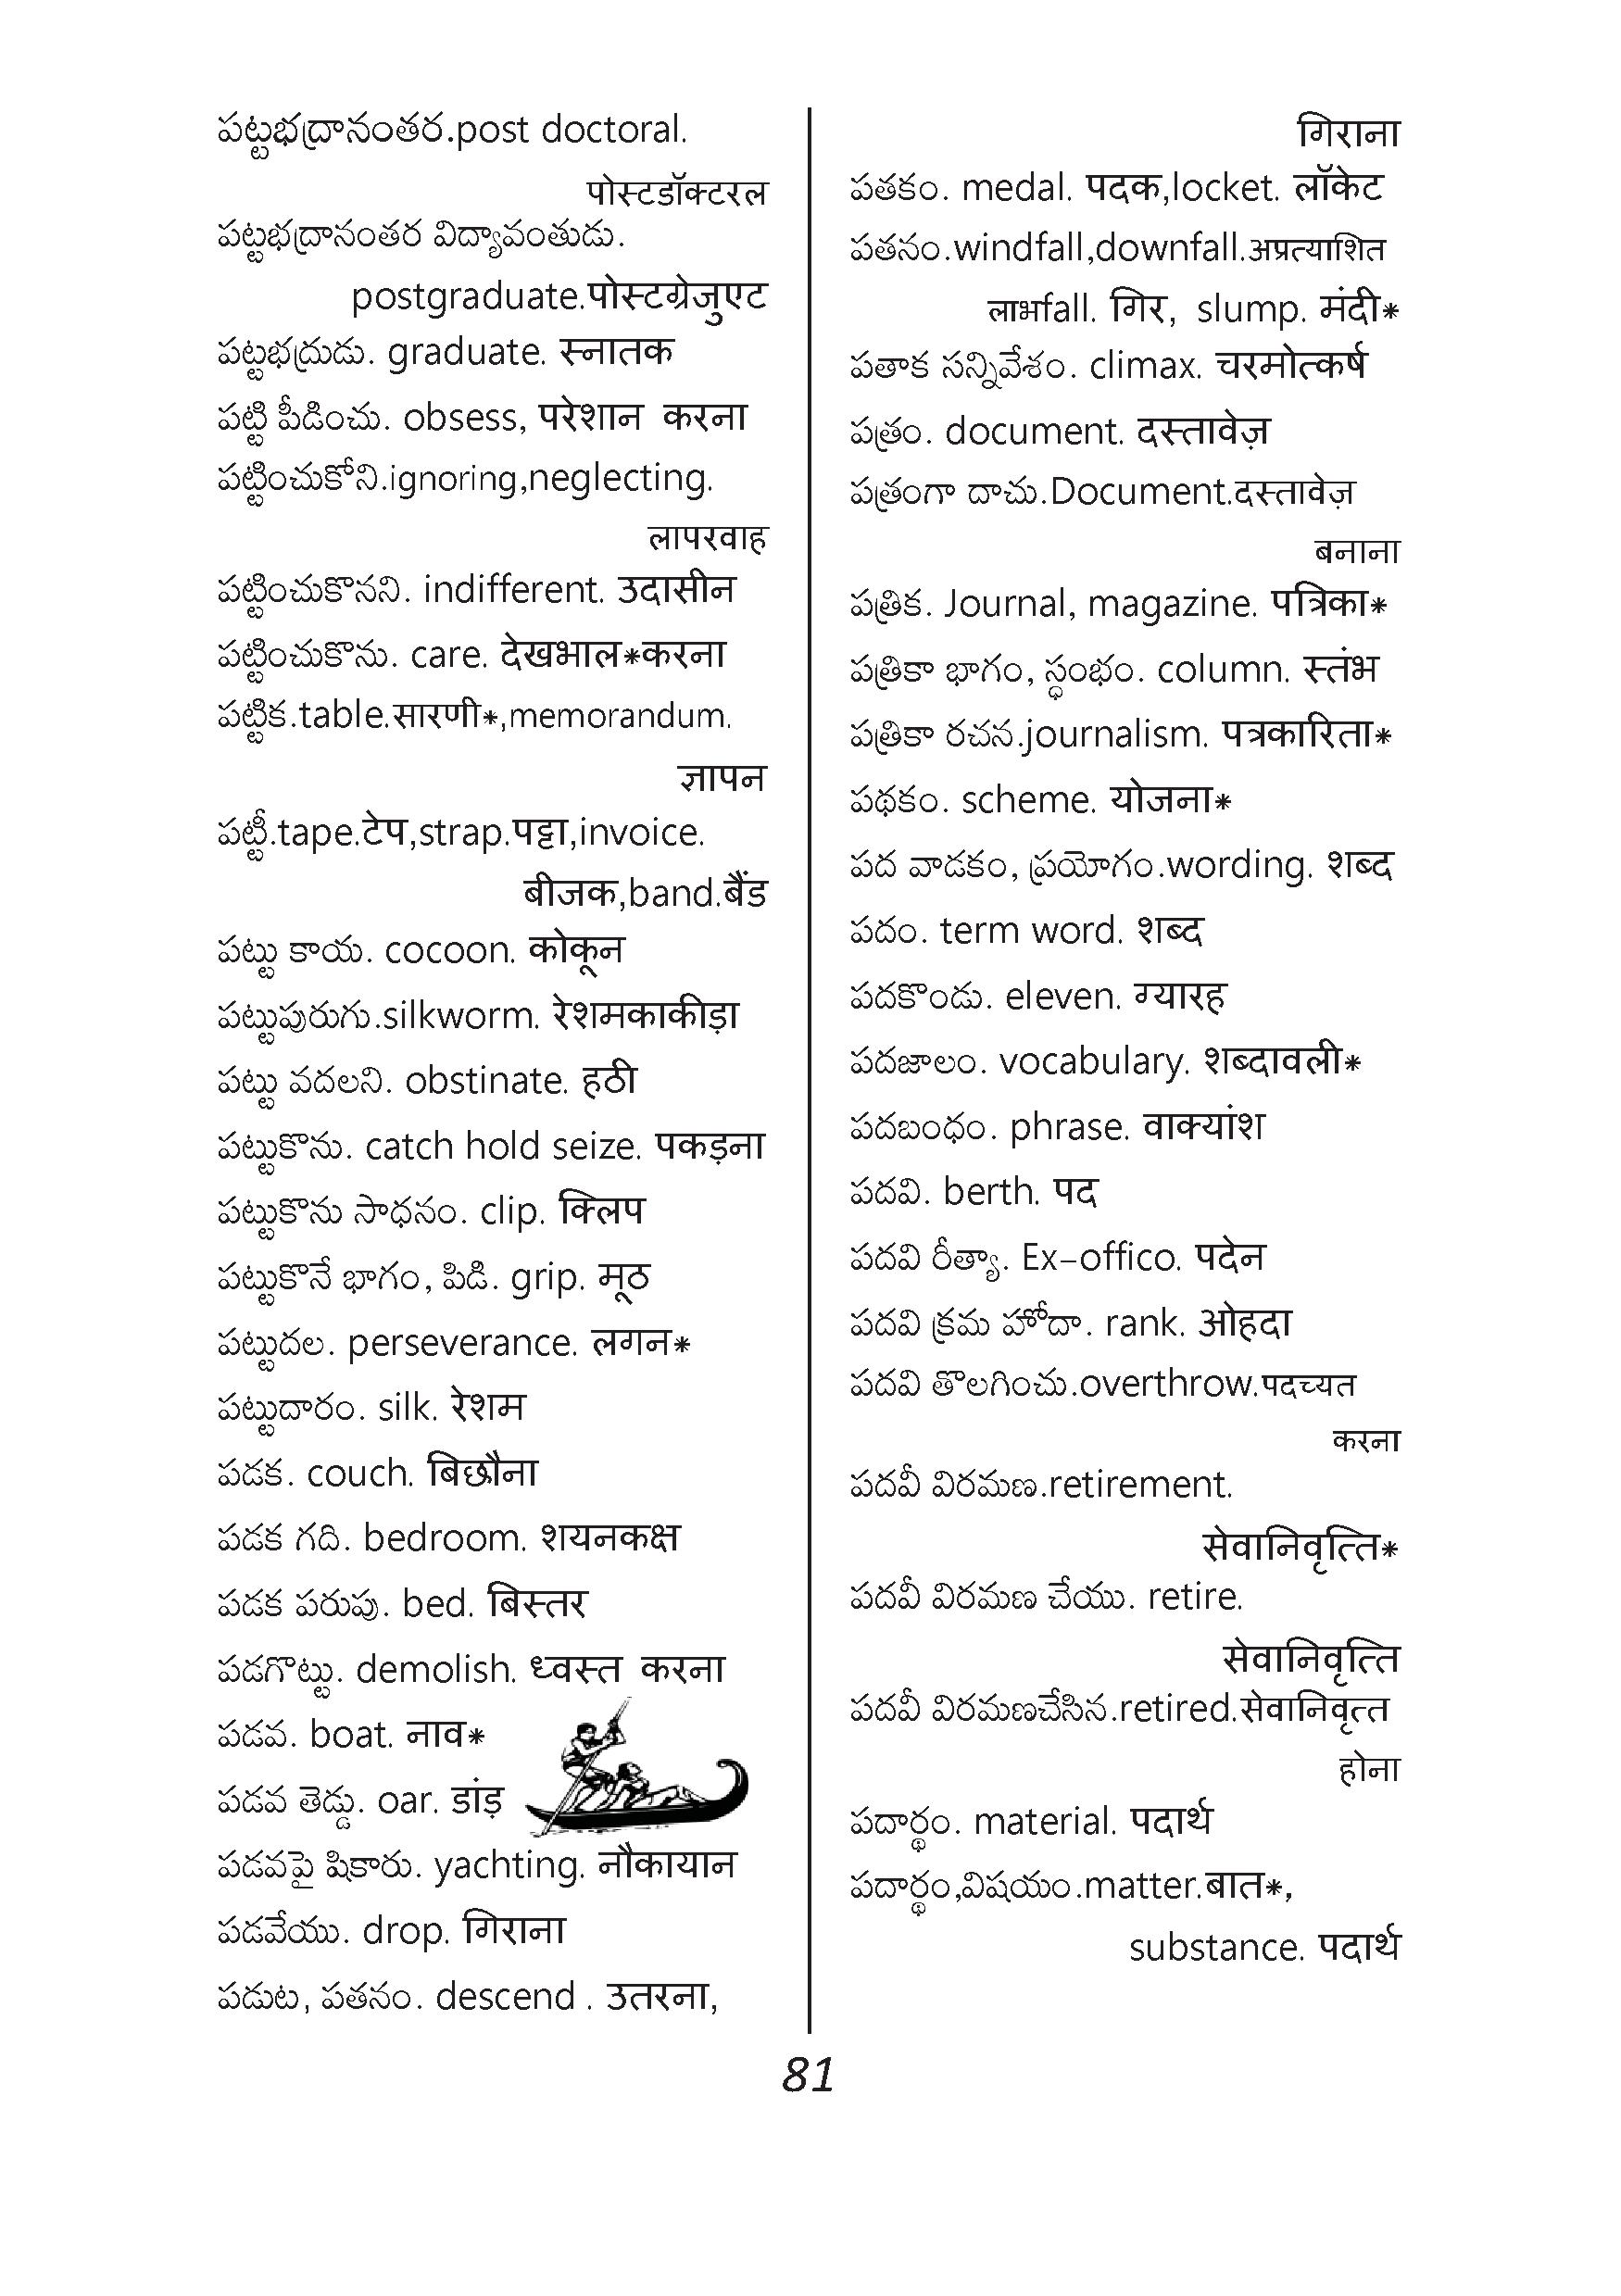 పట్టభద్రానంతర.post doctoral.
पोस्टडॉक्टरल
పట్టభద్రానంతర విద్యావంతుడు.
postgraduate.पोस्टग्रेजुएट
పట్టభద్రుడు. graduate. स्नातक
పట్టి పీడించు. obsess, परेशान करना
పట్టించుకోని.ignoring,neglecting.
लापरवाह
పట్టించుకొనని. indifferent. उदासीन
పట్టించుకొను. care. देखभाल*करना
పట్టిక.table.सारणी*,memorandum.
ज्ञापन
పట్టీ.tape.टेप,strap.पट्टा,invoice.
बीजक,band.बैंड
పట్టు కాయ. cocoon. कोकून
పట్టుపురుగు.silkworm. रेशमकाकीड़ा
పట్టు వదలని. obstinate. हठी
పట్టుకొను. catch hold seize. पकड़ना
పట్టుకొను సాధనం. clip. क्लिप
పట్టుకొనే భాగం, పిడి. grip. मूठ
పట్టుదల. perseverance. लगन*
పట్టుదారం. silk. रेशम
పడక. couch. बिछौना
పడక గది. bedroom. शयनकक्ष
పడక పరుపు. bed. बिस्तर
పడగొట్టు. demolish. ध्वस्त करना
పడవ. boat. नाव*
పడవ తెడ్డు. oar. डांड़
పడవపై షికారు. yachting. नौकायान
పడవేయు. drop. गिराना
పడుట, పతనం. descend . उतरना,
गिराना
పతకం. medal. पदक,locket. लॉकेट
పతనం.windfall,downfall.अप्रत्याशित
लाभfall. गिर, slump. मंदी*
పతాక సన్నివేశం. climax. चरमोत्कर्ष
పత్రం. document. दस्तावेज़
పత్రంగా దాచు.Document.दस्तावेज़
बनाना
పత్రిక. Journal, magazine. पत्रिका*
పత్రికా భాగం, స్థంభం. column. स्तंभ
పత్రికా రచన.journalism. पत्रकारिता*
పథకం. scheme. योजना*
పద వాడకం, ప్రయోగం.wording. शब्द
పదం. term word. शब्द
పదకొండు. eleven. ग्यारह
పదజాలం. vocabulary. शब्दावली*
పదబంధం. phrase. वाक्यांश
పదవి. berth. पद
పదవి రీత్యా. Ex-offico. पदेन
పదవి క్రమ హోదా. rank. ओहदा
పదవి తొలగించు.overthrow.पदच्यत
करना
పదవీ విరమణ.retirement.
सेवानिवृत्ति*
పదవీ విరమణ చేయు. retire.
सेवानिवृत्ति
పదవీ విరమణచేసిన.retired.सेवानिवृत्त
होना
పదార్థం. material. पदार्थ
పదార్థం,విషయం.matter.बात*,
substance. पदार्थ
81